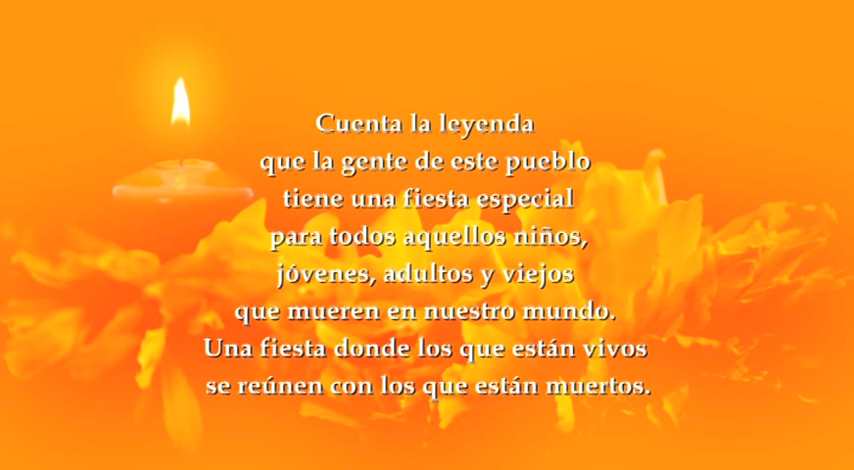 Cuenta la leyenda
que la gente de este pueblo
tiene una fiesta especial
para todos aquellos niños,
jóvenes, adultos y viejos
que mueren en nuestro mundo.
Una fiesta donde los que están vivos
se reúnen con los que están muertos.